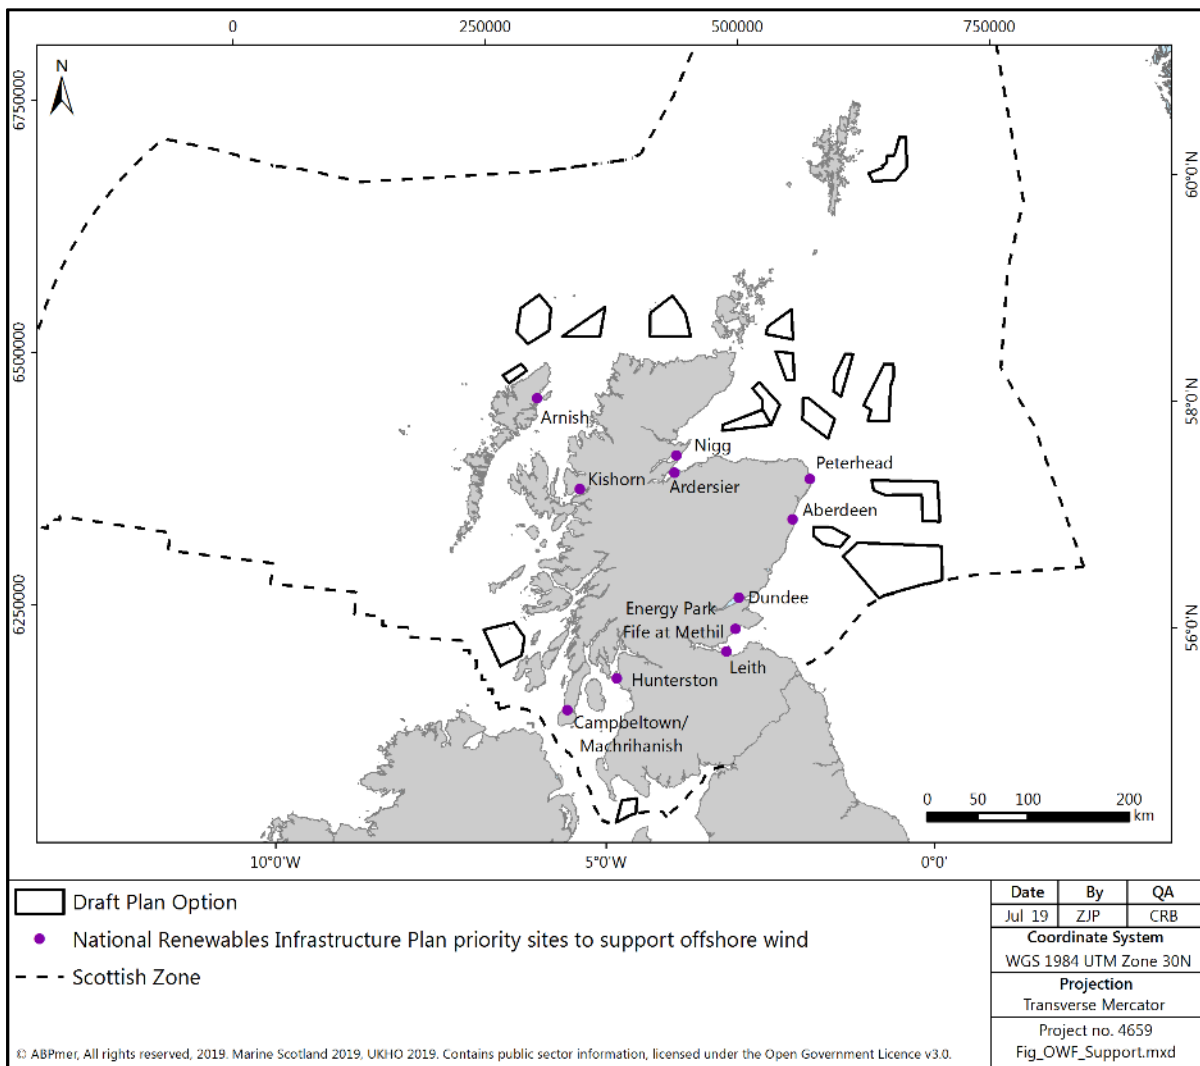 0 250000 500000 750000
N
6750000
6500000
6250000
60°0'N
58°0'N
56°0'N
Arnish
Nigg
Kishorn
Ardersier
Peterhead
Aberdeen
Dundee
Energy Park
Fife at Methil
Leith
Hunterston
Campbeltown/
Machrihanish
0 50 100 200
km
10°0'W 5°0'W 0°0'
Draft Plan Option
National Renewables Infrastructure Plan priority sites to support offshore wind
Scottish Zone
© ABPmer, All rights reserved, 2019. Marine Scotland 2019, UKHO 2019. Contains public sector information, licensed under the Open Government Licence v3.0.
Date By QA
Jul 19 ZJP CRB
Coordinate System
WGS 1984 UTM Zone 30N
Projection
Transverse Mercator
Project no. 4659
Fig_OWF_Support.mxd